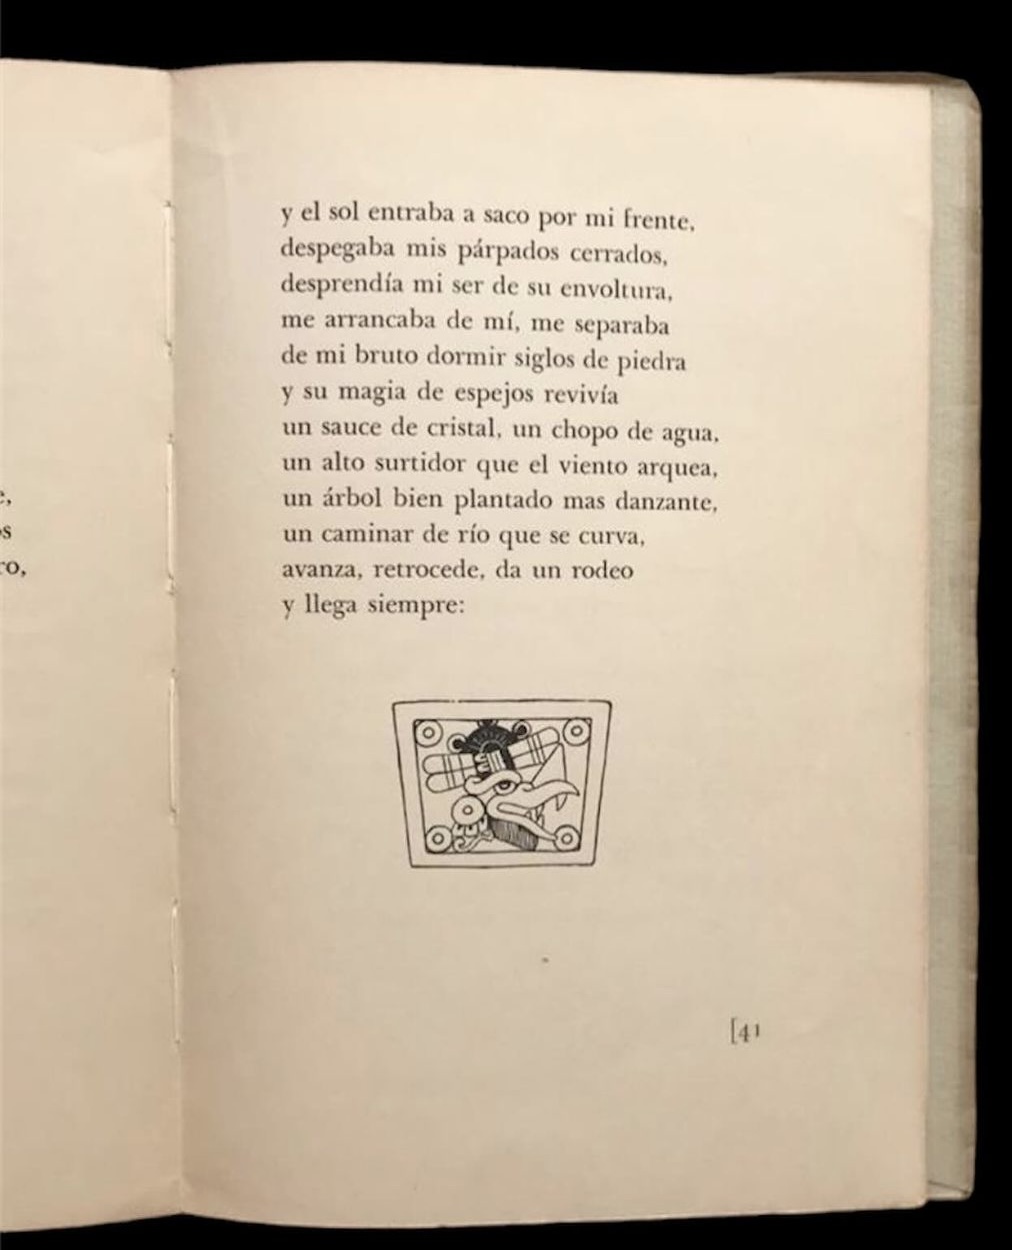 y el sol entraba a saco por mi frente,
despegaba mis párpados cerrados,
desprendía mi ser de su envoltura,
me arrancaba de mí, me separaba
de mi bruto dormir siglos de piedra
y su magia de espejos revivía
un sauce de cristal, un chopo de agua,
un alto surtidor que el viento arquea,
un árbol bien plantado mas danzante,
un caminar de río que se curva,
avanza, retrocede, da un rodeo
y llega siempre:
[41